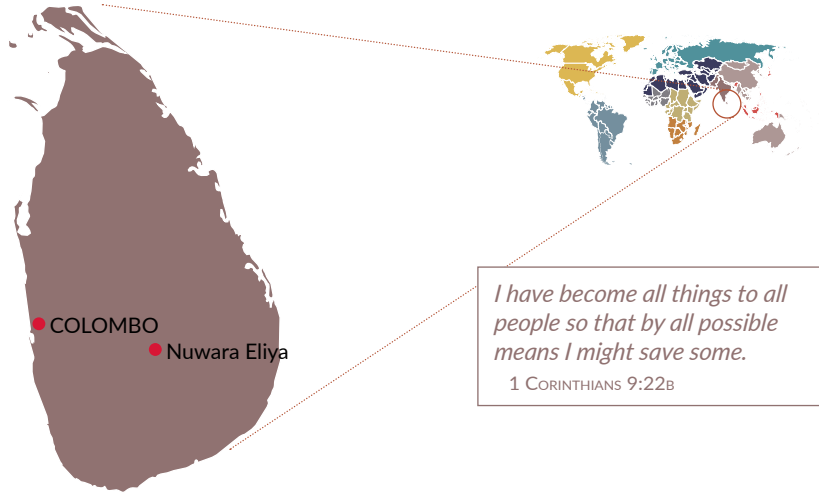 COLOMBO
Nuwara Eliya
I have become all things to all
people so that by all possible
means I might save some.
1 Corinthians 9:22b